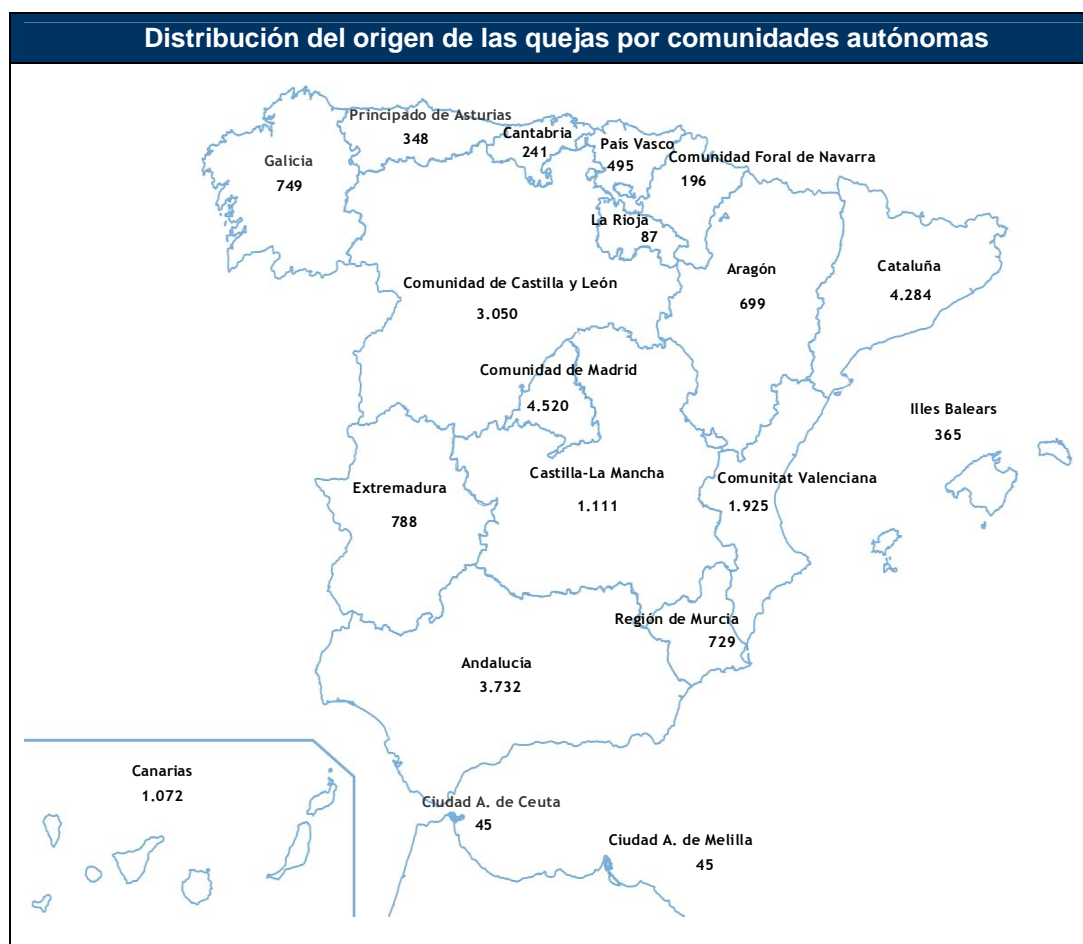 Distribución del origen de las quejas por comunidades autónomas
Principado de Asturias
348
Cantabria
241
País Vasco
495
Comunidad Foral de Navarra
196
Galicia
749
La Rioja
87
Aragón
699
Cataluña
4.284
Comunidad de Castilla y León
3.050
Comunidad de Madrid
4.520
Illes Balears
365
Castilla-La Mancha
1.111
Comunitat Valenciana
1.925
Extremadura
788
Región de Murcia
729
Andalucía
3.732
Canarias
1.072
Ciudad A. de Ceuta
45
Ciudad A. de Melilla
45